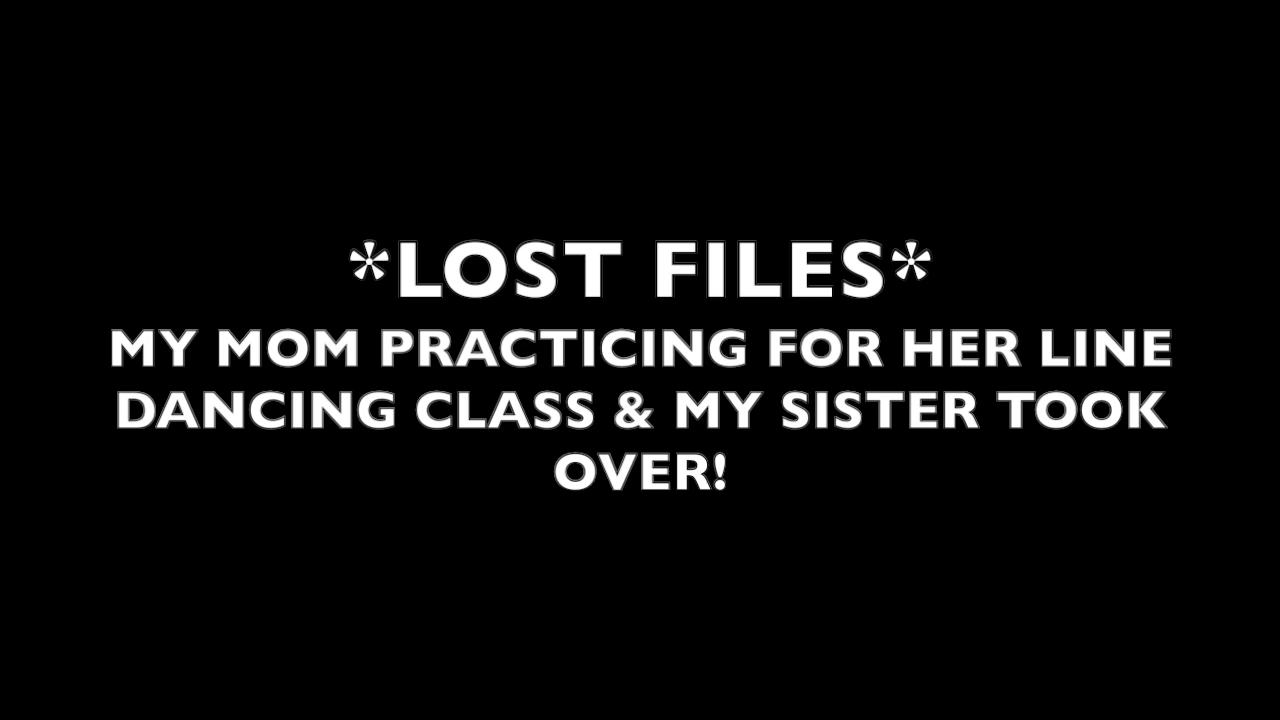 *LOST FILES*
MY MOM PRACTICING FOR HER LINE
DANCING CLASS & MY SISTER TOOK
OVER!